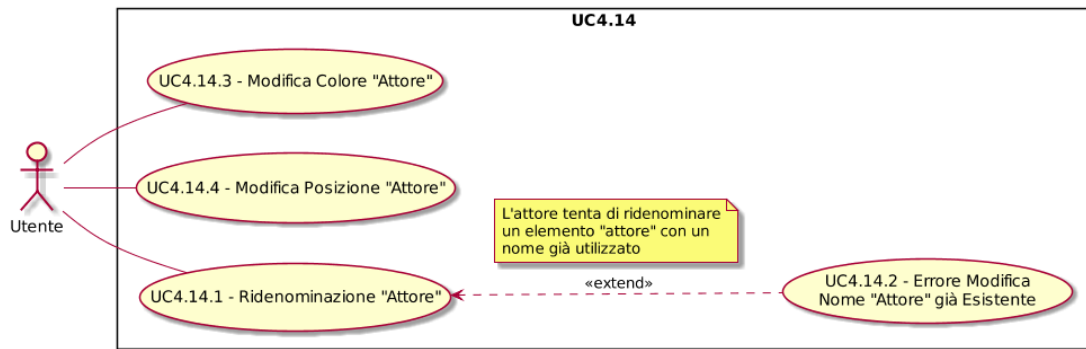 UC4.14
UC4.14.3 - Modifica Colore "Attore"
UC4.14.4 - Modifica Posizione "Attore"
Utente
L'attore tenta di ridenominare
un elemento "attore" con un
nome già utilizzato
UC4.14.1 - Ridenominazione "Attore"
«extend»
UC4.14.2 - Errore Modifica
Nome "Attore" già Esistente